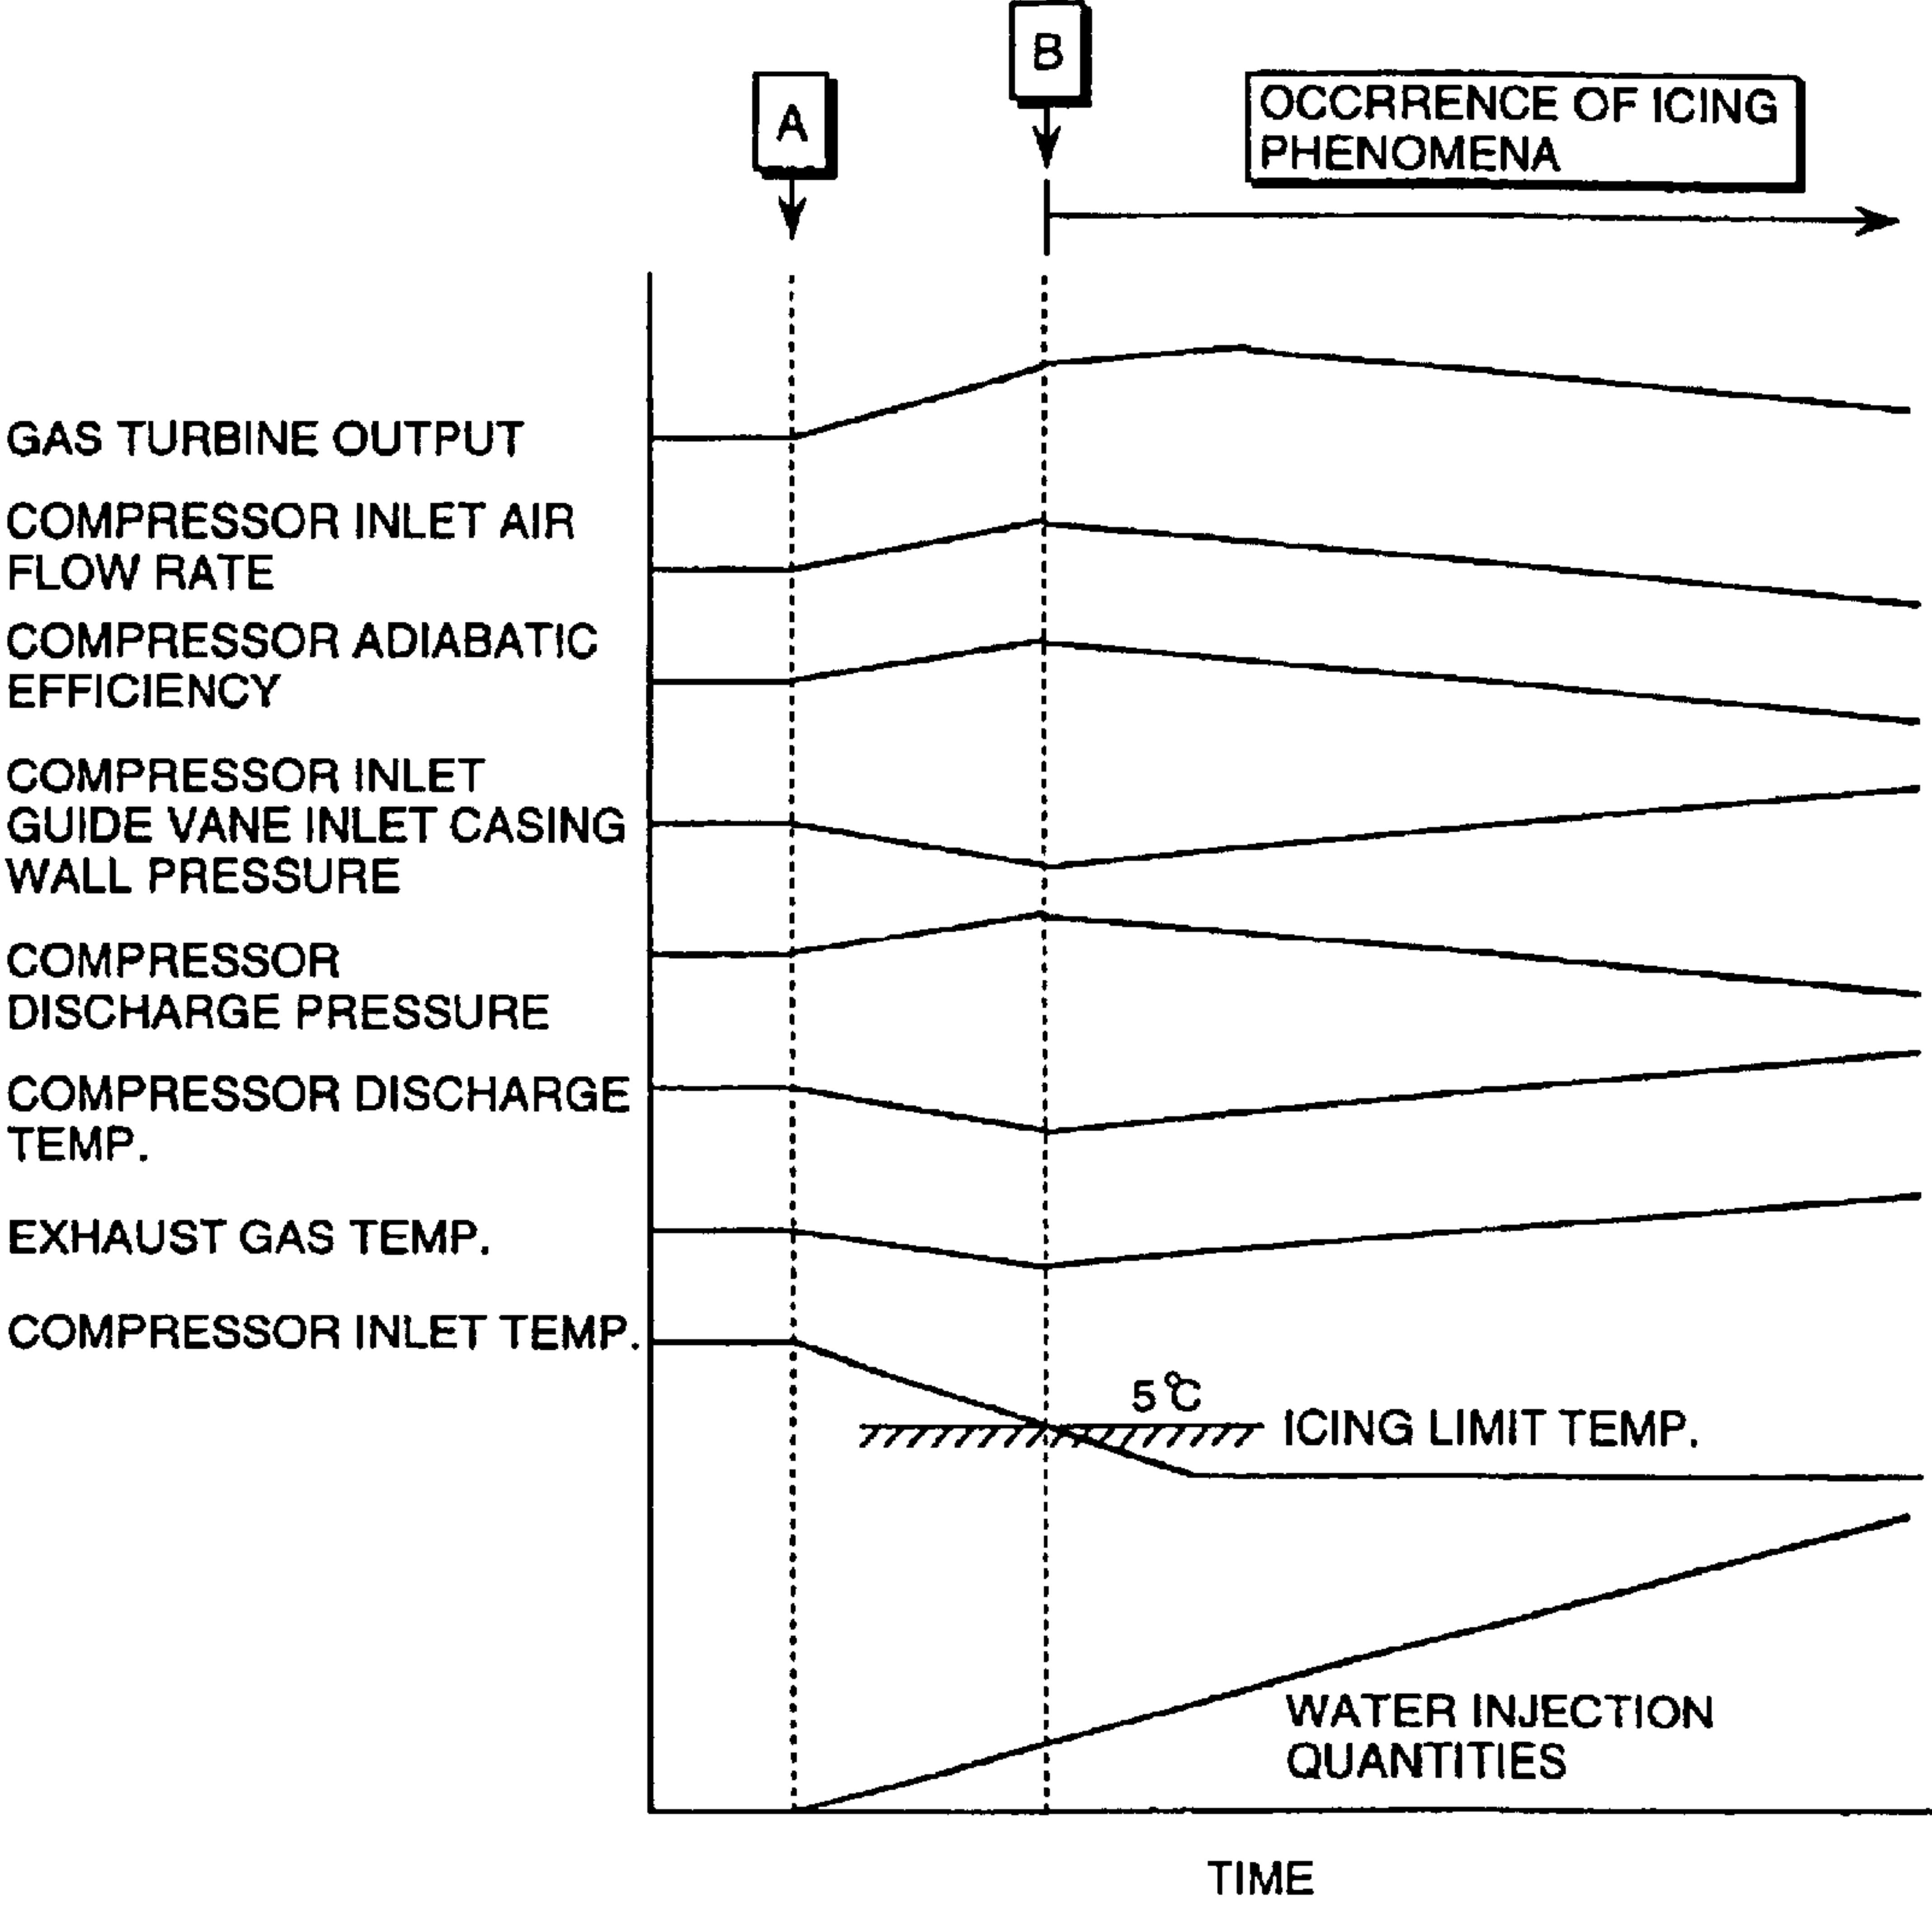 B
A
OCCRRENCE OF ICING
PHENOMENA
GAS TURBINE OUTPUT
COMPRESSOR INLET AIR
FLOW RATE
COMPRESSOR ADIABATIC
EFFICIENCY
COMPRESSOR INLET
GUIDE VANE INLET CASING
WALL PRESSURE
COMPRESSOR
DISCHARGE PRESSURE
COMPRESSOR DISCHARGE
TEMP.
EXHAUST GAS TEMP.
COMPRESSOR INLET TEMP.
5℃
ICING LIMIT TEMP.
WATER INJECTION
QUANTITIES
TIME